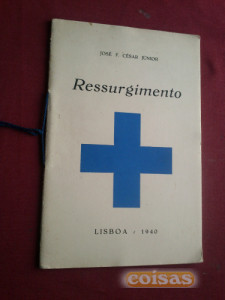 JOSÉ F. CÉSAR JÚNIOR
Ressurgimento
LISBOA - 1940
coisas